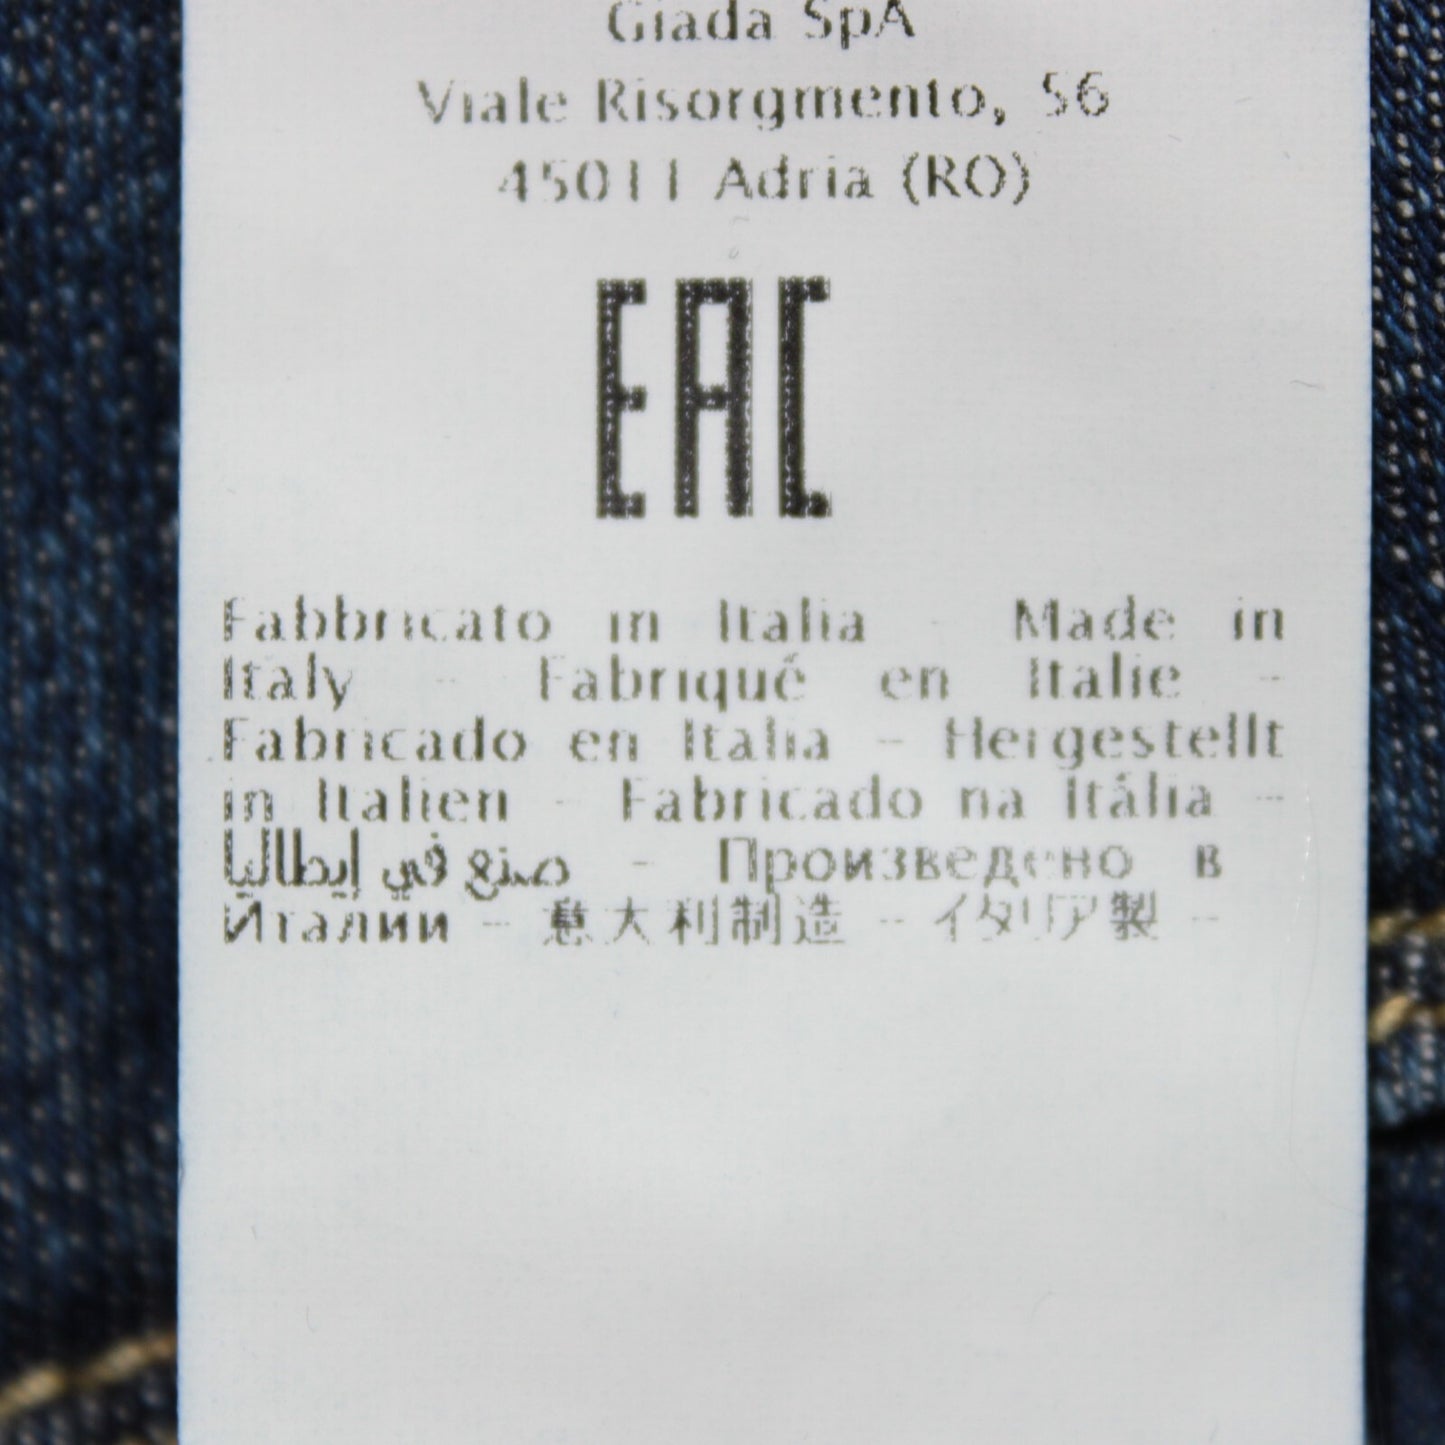 Giada SpA
Viale Risorgmento, 56
45011 Adria (RO)
EAC
Fabbricato in Italia - Made in
Italy - Fabriqué en Italie -
Fabricado en Italia - Hergestellt
in Italien - Fabricado na Itália -
صنع في إيطاليا - Произведено в
Италии - 意大利制造 - イタリア製 -